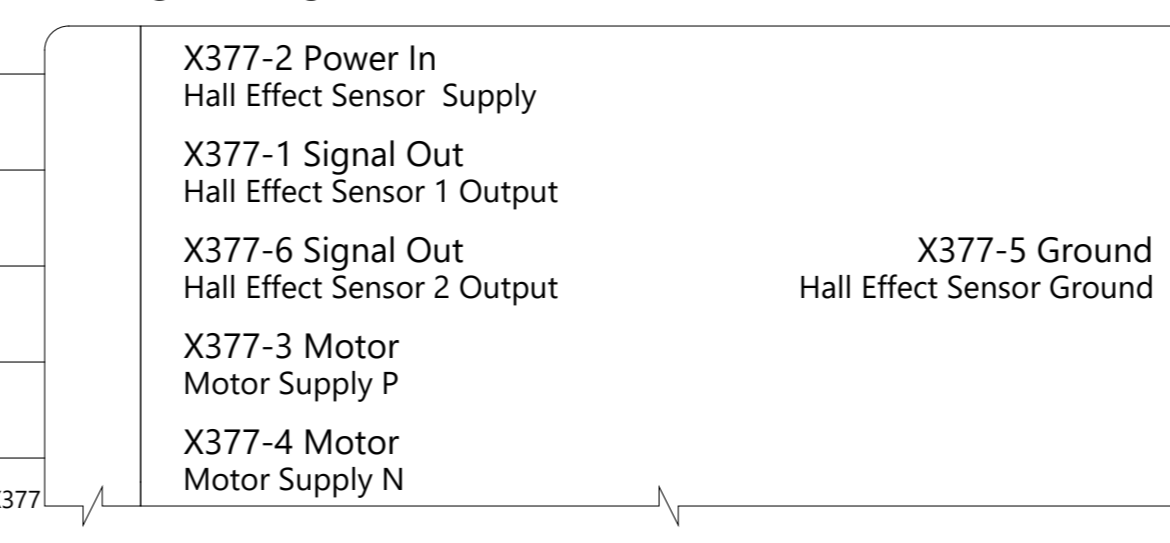 X377-2 Power In
Hall Effect Sensor Supply
X377-1 Signal Out
Hall Effect Sensor 1 Output
X377-6 Signal Out
Hall Effect Sensor 2 Output
X377-5 Ground
Hall Effect Sensor Ground
X377-3 Motor
Motor Supply P
X377-4 Motor
Motor Supply N
377